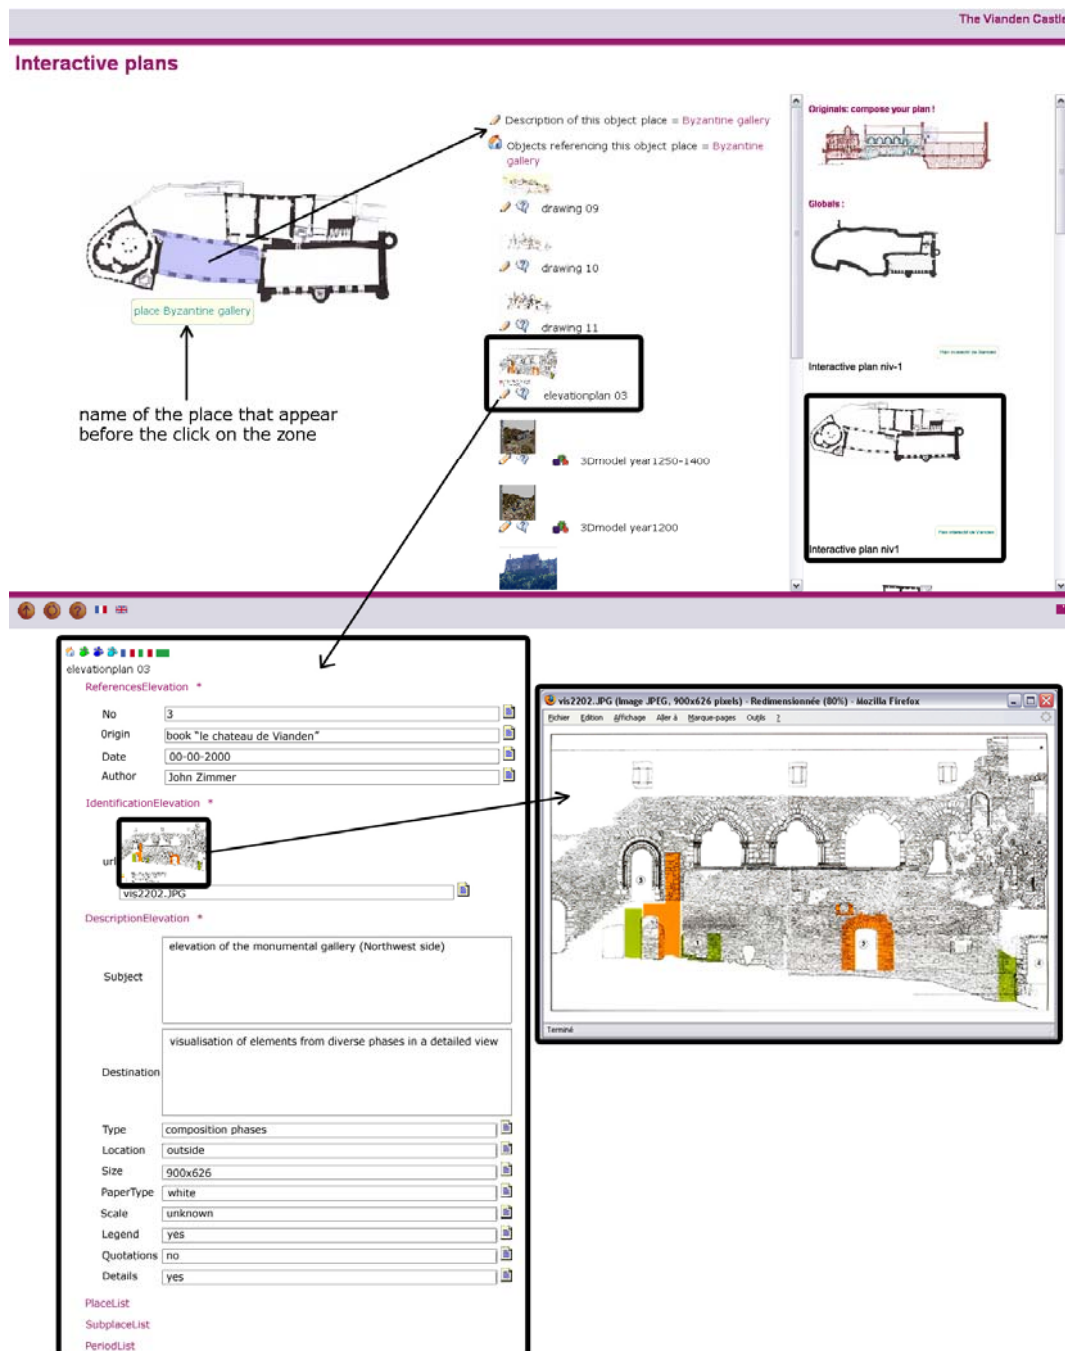 The Vianden Castle
Interactive plans
Description of this object place = Byzantine gallery
Objects referencing this object place = Byzantine
gallery
drawing 09
drawing 10
drawing 11
elevationplan 03
3Dmodel year1250-1400
3Dmodel year1200
place Byzantine gallery
name of the place that appear
before the click on the zone
Originals: compose your plan !
Globals :
Interactive plan niv-1
Interactive plan niv1
elevationplan 03
ReferencesElevation *
No 3
Origin book "le chateau de Vianden"
Date 00-00-2000
Author John Zimmer
IdentificationElevation *
url
vis2202.JPG
DescriptionElevation *
Subject elevation of the monumental gallery (Northwest side)
Destination visualisation of elements from diverse phases in a detailed view
Type composition phases
Location outside
Size 900x626
PaperType white
Scale unknown
Legend yes
Quotations no
Details yes
PlaceList
SubplaceList
PeriodList
vis2202.JPG (Image JPEG, 900x626 pixels) - Redimensionnée (80%) - Mozilla Firefox
Fichier Edition Affichage Aller à Marque-pages Outils ?
Terminé